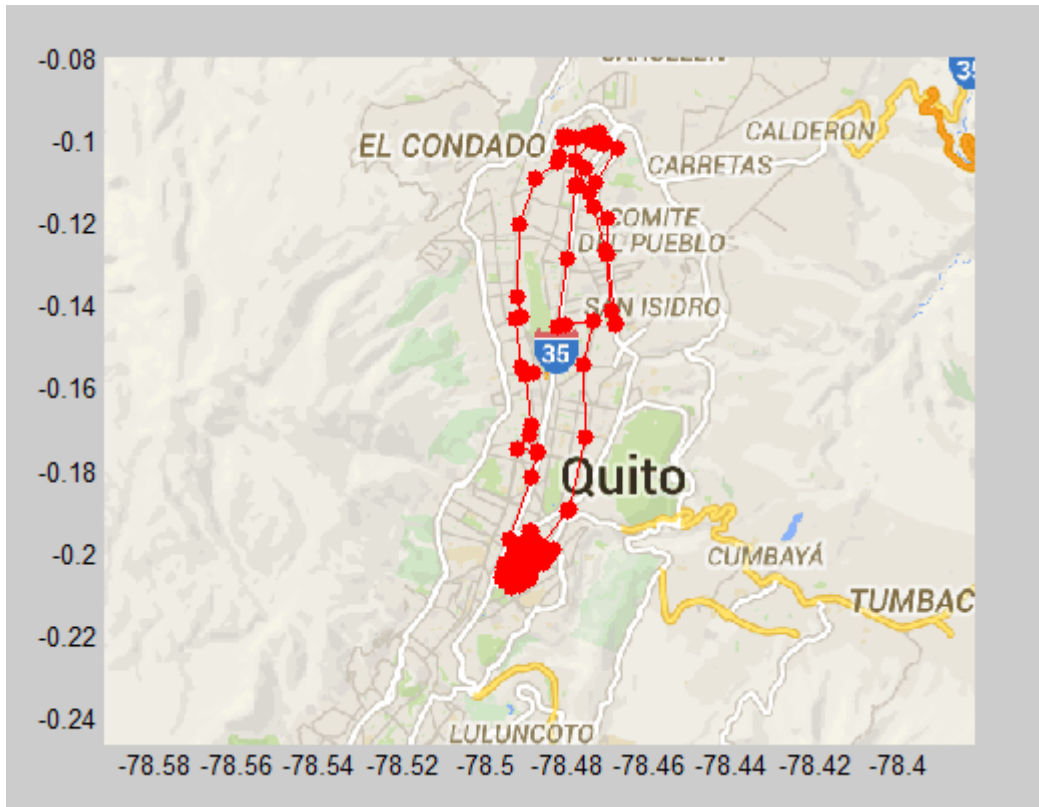 -0.08
-0.1
-0.12
-0.14
-0.16
-0.18
-0.2
-0.22
-0.24
35
EL CONDADO
CALDERON
CARRETAS
COMITE
DEL PUEBLO
SAN ISIDRO
35
Quito
CUMBAYÁ
TUMBAC
LULUNCOTO
-78.58 -78.56 -78.54 -78.52 -78.5 -78.48 -78.46 -78.44 -78.42 -78.4